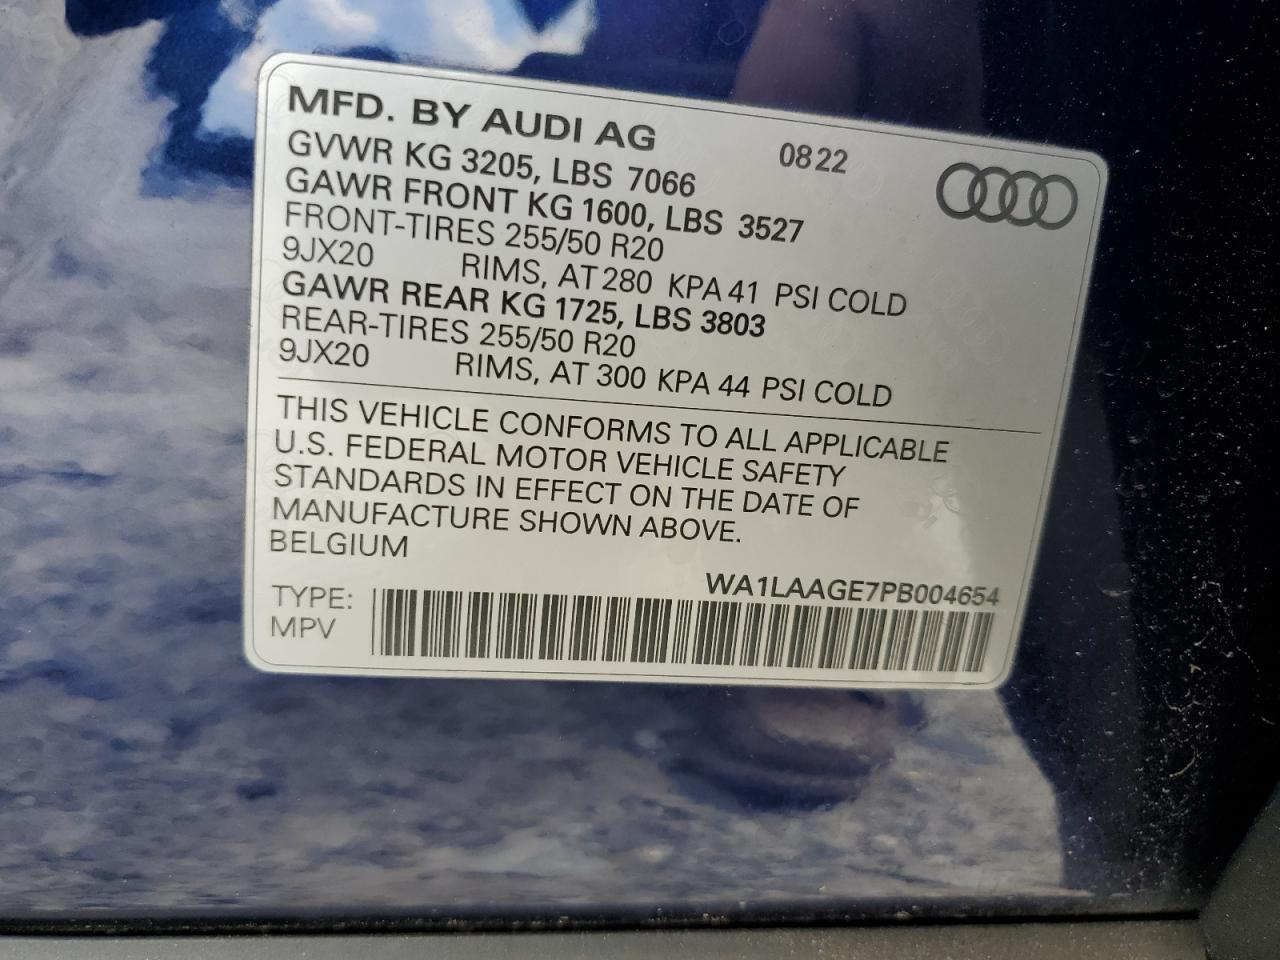 MFD. BY AUDI AG 0822
GVWR KG 3205, LBS 7066
GAWR FRONT KG 1600, LBS 3527
FRONT-TIRES 255/50 R20
9JX20 RIMS, AT 280 KPA 41 PSI COLD
GAWR REAR KG 1725, LBS 3803
REAR-TIRES 255/50 R20
9JX20 RIMS, AT 300 KPA 44 PSI COLD
THIS VEHICLE CONFORMS TO ALL APPLICABLE
U.S. FEDERAL MOTOR VEHICLE SAFETY
STANDARDS IN EFFECT ON THE DATE OF
MANUFACTURE SHOWN ABOVE.
BELGIUM
WA1LAAGE7PB004654
TYPE:
MPV